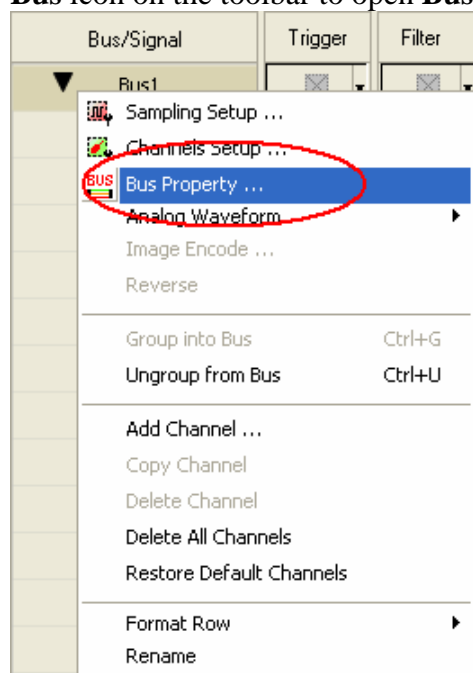 Bus icon on the toolbar to open Bus
Bus/Signal Trigger Filter
Bus1
Sampling Setup ...
Channels Setup ...
BUS Bus Property ...
Analog Waveform
Image Encode ...
Reverse
Group into Bus Ctrl+G
Ungroup from Bus Ctrl+U
Add Channel ...
Copy Channel
Delete Channel
Delete All Channels
Restore Default Channels
Format Row
Rename